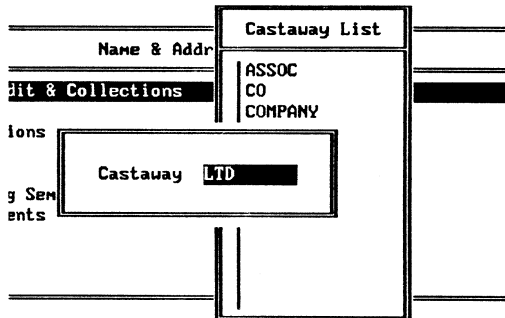 Castaway List
Name & Addr
ASSOC
dit & Collections
CO
COMPANY
ions
Castaway LTD
g Sem
ents